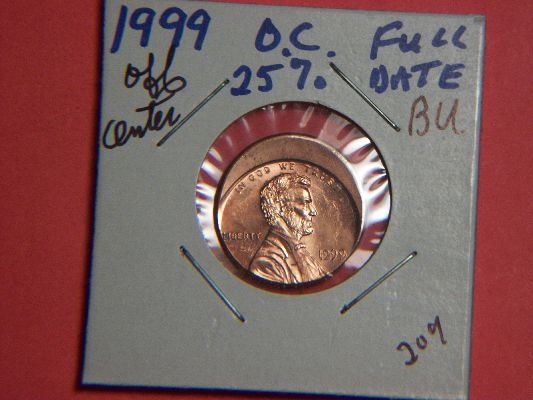 1999 O.C. FULL
off 25%. DATE
center BU.
IN GOD WE TRUST
LIBERTY 1999
209